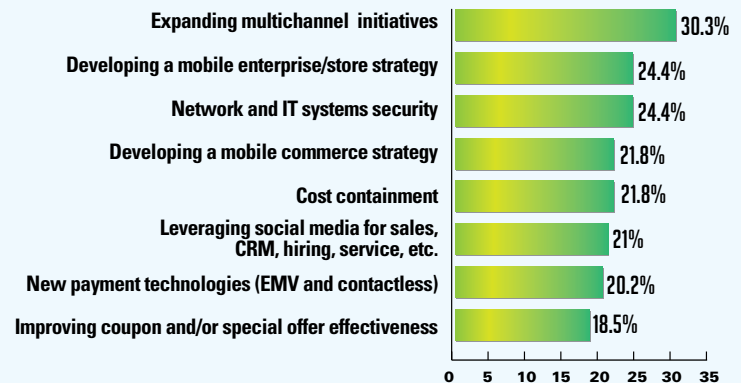 Expanding multichannel initiatives 30.3%
Developing a mobile enterprise/store strategy 24.4%
Network and IT systems security 24.4%
Developing a mobile commerce strategy 21.8%
Cost containment 21.8%
Leveraging social media for sales,
CRM, hiring, service, etc. 21%
New payment technologies (EMV and contactless) 20.2%
Improving coupon and/or special offer effectiveness 18.5%
0 5 10 15 20 25 30 35